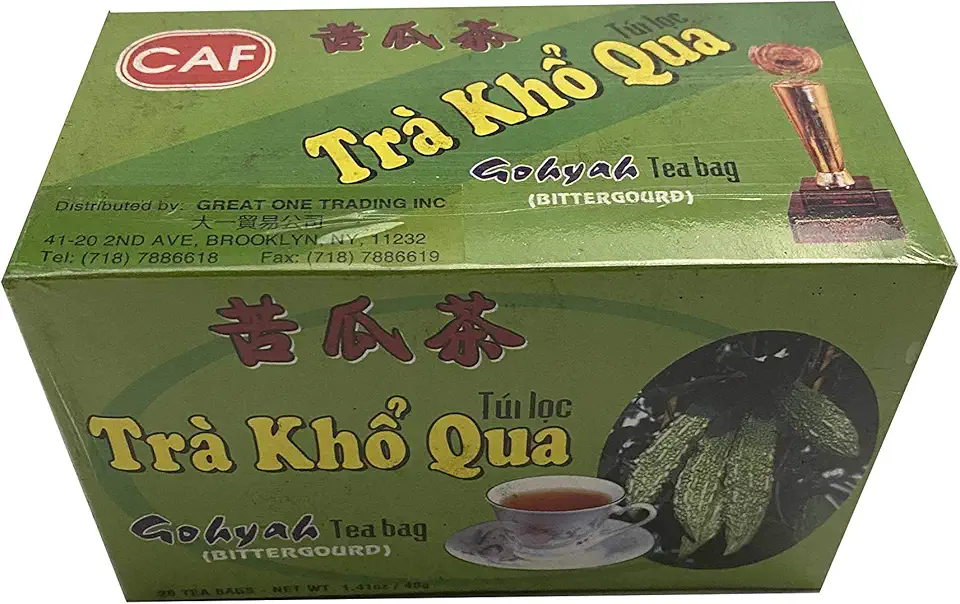 CAF
苦瓜茶
Túi lọc
Trà Khổ Qua
Gohyah Tea bag
(BITTERGOURD)
Distributed by: GREAT ONE TRADING INC
大一貿易公司
41-20 2ND AVE, BROOKLYN, NY, 11232
Tel: (718) 7886618 Fax: (718) 7886619
苦瓜茶
Túi lọc
Trà Khổ Qua
Gohyah Tea bag
(BITTERGOURD)
20 TEA BAGS - NET WT 1.41oz / 40g